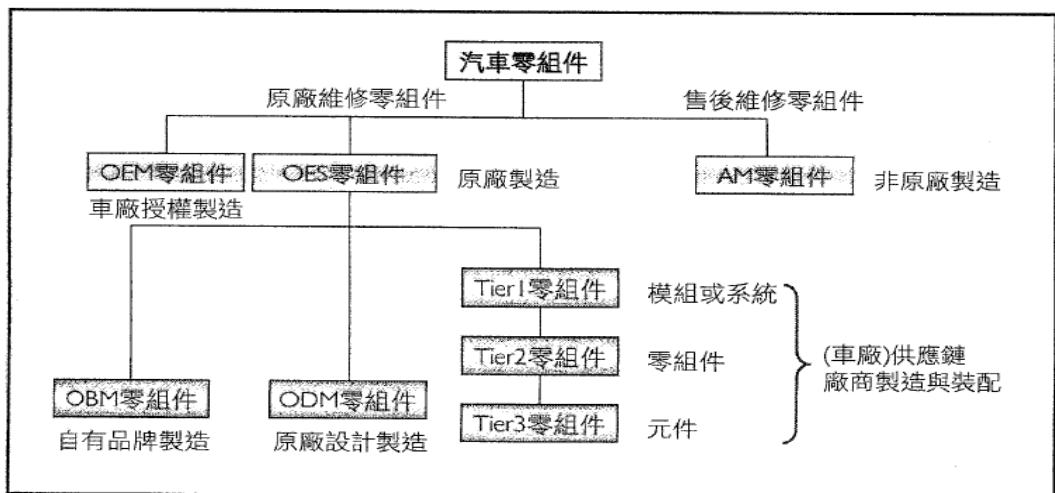 汽車零組件
原廠維修零組件
售後維修零組件
OEM零組件
OES零組件
原廠製造
AM零組件
非原廠製造
車廠授權製造
Tier1零組件
模組或系統
Tier2零組件
零組件
(車廠)供應鏈
廠商製造與裝配
OBM零組件
ODM零組件
Tier3零組件
元件
自有品牌製造
原廠設計製造